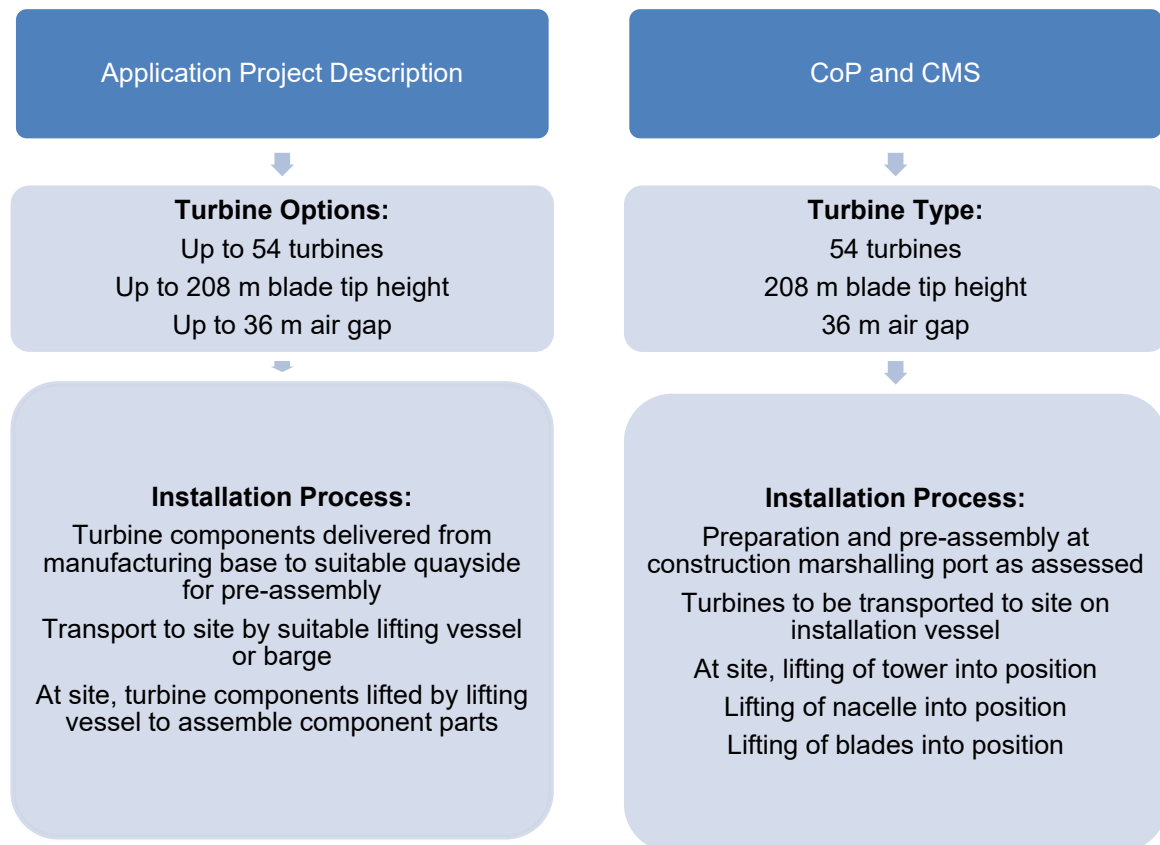 Application Project Description
Turbine Options:
Up to 54 turbines
Up to 208 m blade tip height
Up to 36 m air gap
Installation Process:
Turbine components delivered from
manufacturing base to suitable quayside
for pre-assembly
Transport to site by suitable lifting vessel
or barge
At site, turbine components lifted by lifting
vessel to assemble component parts
CoP and CMS
Turbine Type:
54 turbines
208 m blade tip height
36 m air gap
Installation Process:
Preparation and pre-assembly at
construction marshalling port as assessed
Turbines to be transported to site on
installation vessel
At site, lifting of tower into position
Lifting of nacelle into position
Lifting of blades into position